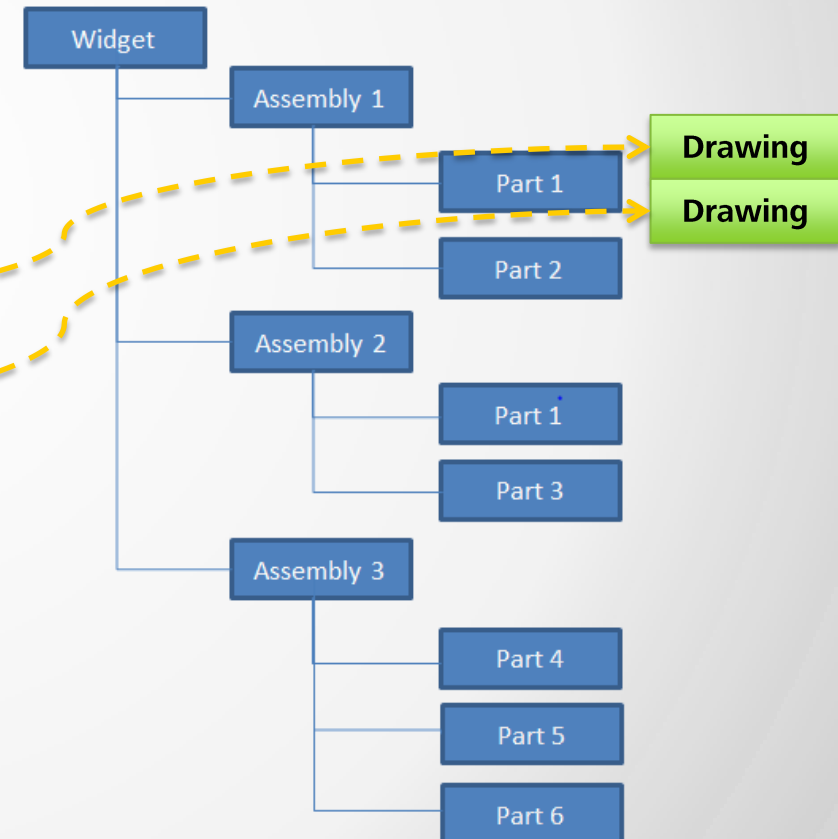 Widget
Assembly 1
Drawing
Part 1
Drawing
Part 2
Assembly 2
Part 1
Part 3
Assembly 3
Part 4
Part 5
Part 6